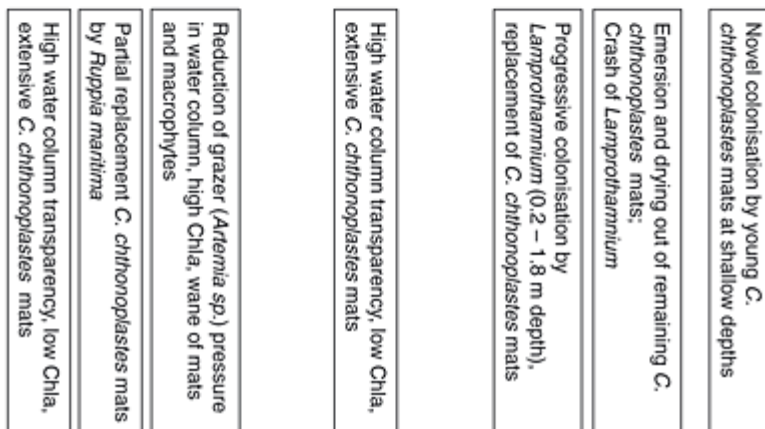 Novel colonisation by young C.
chthonoplastes mats at shallow depths
Emersion and drying out of remaining C.
chthonoplastes mats;
Crash of Lamprothamnium
Progressive colonisation by
Lamprothamnium (0.2 – 1.8 m depth),
replacement of C. chthonoplastes mats
High water column transparency, low Chla,
extensive C. chthonoplastes mats
Reduction of grazer (Artemia sp.) pressure
in water column, high Chla, wane of mats
and macrophytes
Partial replacement C. chthonoplastes mats
by Ruppia maritima
High water column transparency, low Chla,
extensive C. chthonoplastes mats